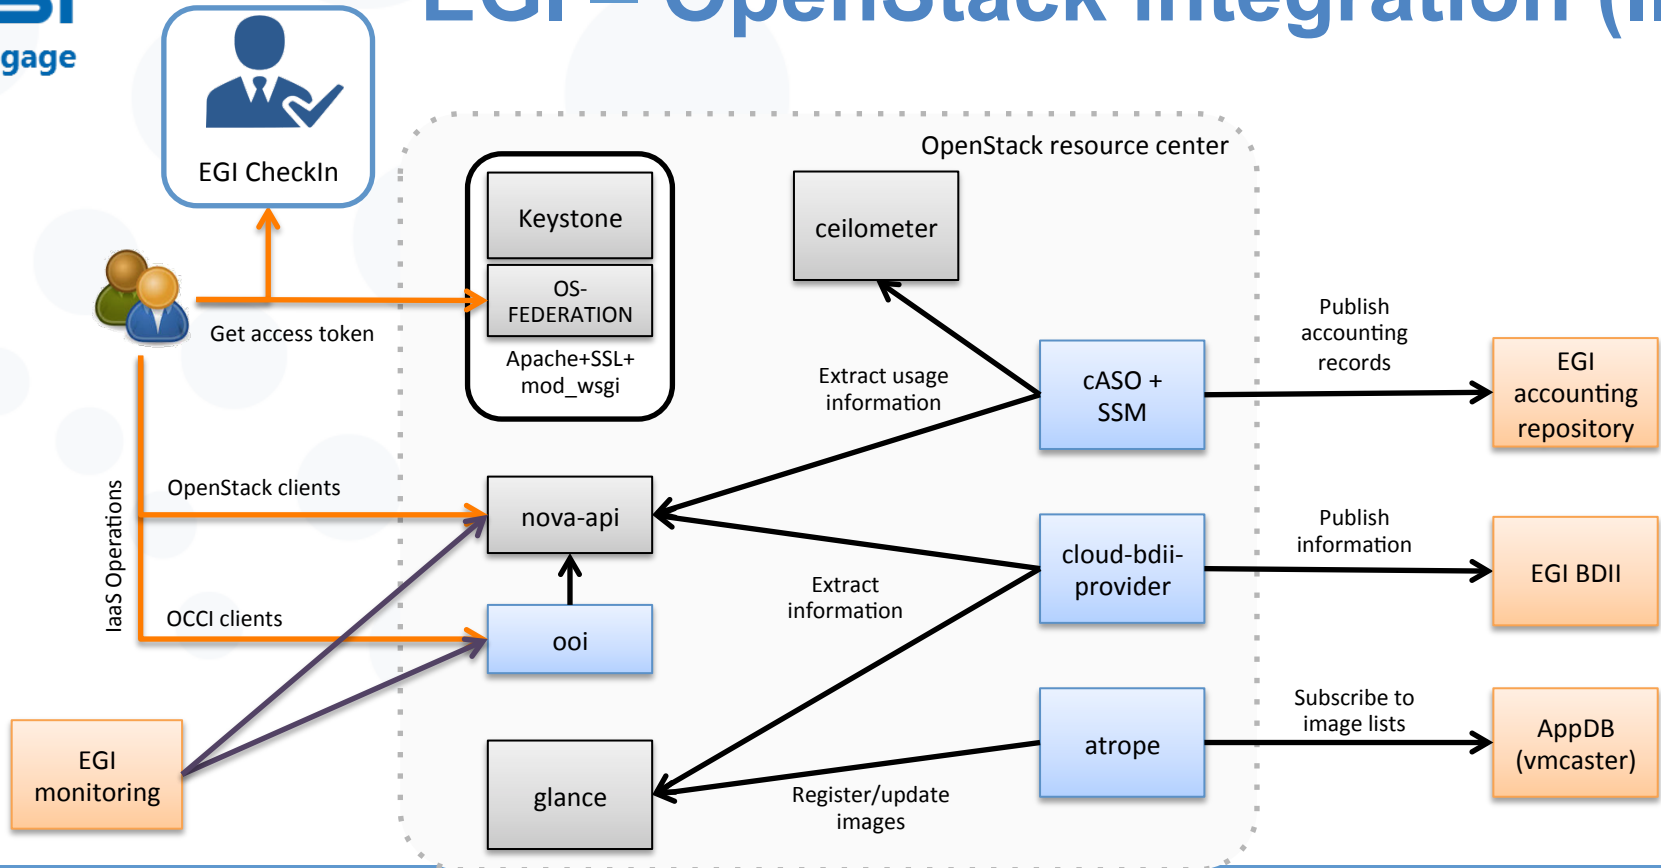 EGI – OpenStack integration
gage
EGI CheckIn
OpenStack resource center
Keystone
OS-
FEDERATION
Apache+SSL+
mod_wsgi
ceilometer
Get access token
Extract usage
information
cASO +
SSM
Publish
accounting
records
EGI
accounting
repository
IaaS Operations
OpenStack clients
nova-api
OCCI clients
ooi
Extract
information
cloud-bdii-
provider
Publish
information
EGI BDII
EGI
monitoring
glance
Register/update
images
atrope
Subscribe to
image lists
AppDB
(vmcaster)